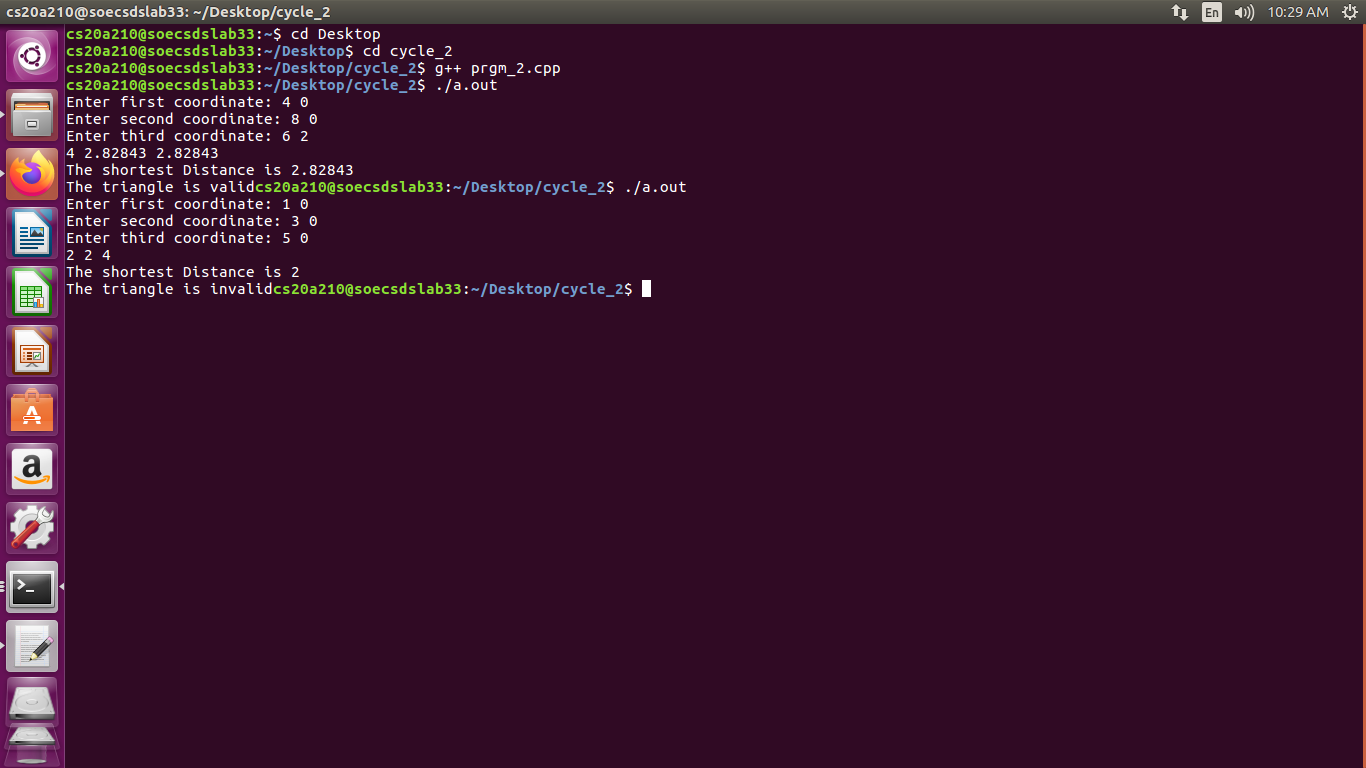 cs20a210@soecsdslab33: ~/Desktop/cycle_2
En
10:29 AM
cs20a210@soecsdslab33:~$ cd Desktop
cs20a210@soecsdslab33:~/Desktop$ cd cycle_2
cs20a210@soecsdslab33:~/Desktop/cycle_2$ g++ prgm_2.cpp
cs20a210@soecsdslab33:~/Desktop/cycle_2$ ./a.out
Enter first coordinate: 4 0
Enter second coordinate: 8 0
Enter third coordinate: 6 2
4 2.82843 2.82843
The shortest Distance is 2.82843
The triangle is validcs20a210@soecsdslab33:~/Desktop/cycle_2$ ./a.out
Enter first coordinate: 1 0
Enter second coordinate: 3 0
Enter third coordinate: 5 0
2 2 4
The shortest Distance is 2
The triangle is invalidcs20a210@soecsdslab33:~/Desktop/cycle_2$